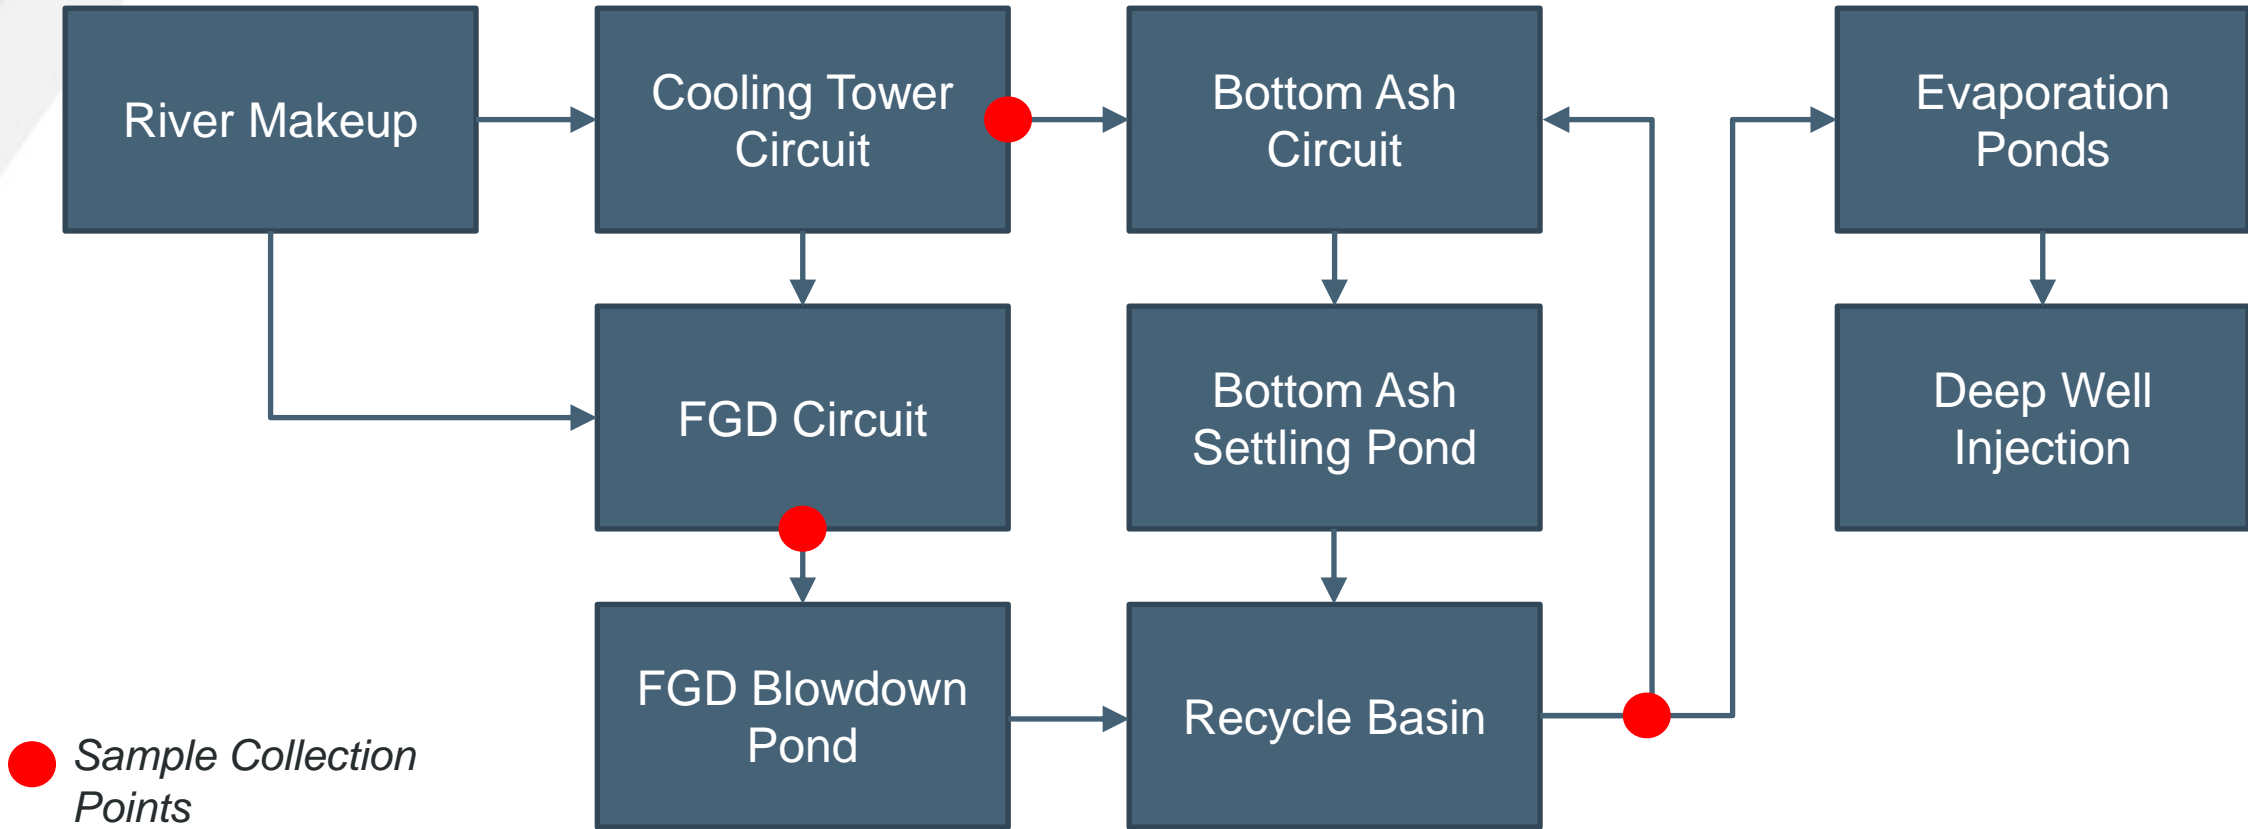 River Makeup
Cooling Tower
Circuit
Bottom Ash
Circuit
Evaporation
Ponds
FGD Circuit
Bottom Ash
Settling Pond
Deep Well
Injection
FGD Blowdown
Pond
Recycle Basin
Sample Collection
Points